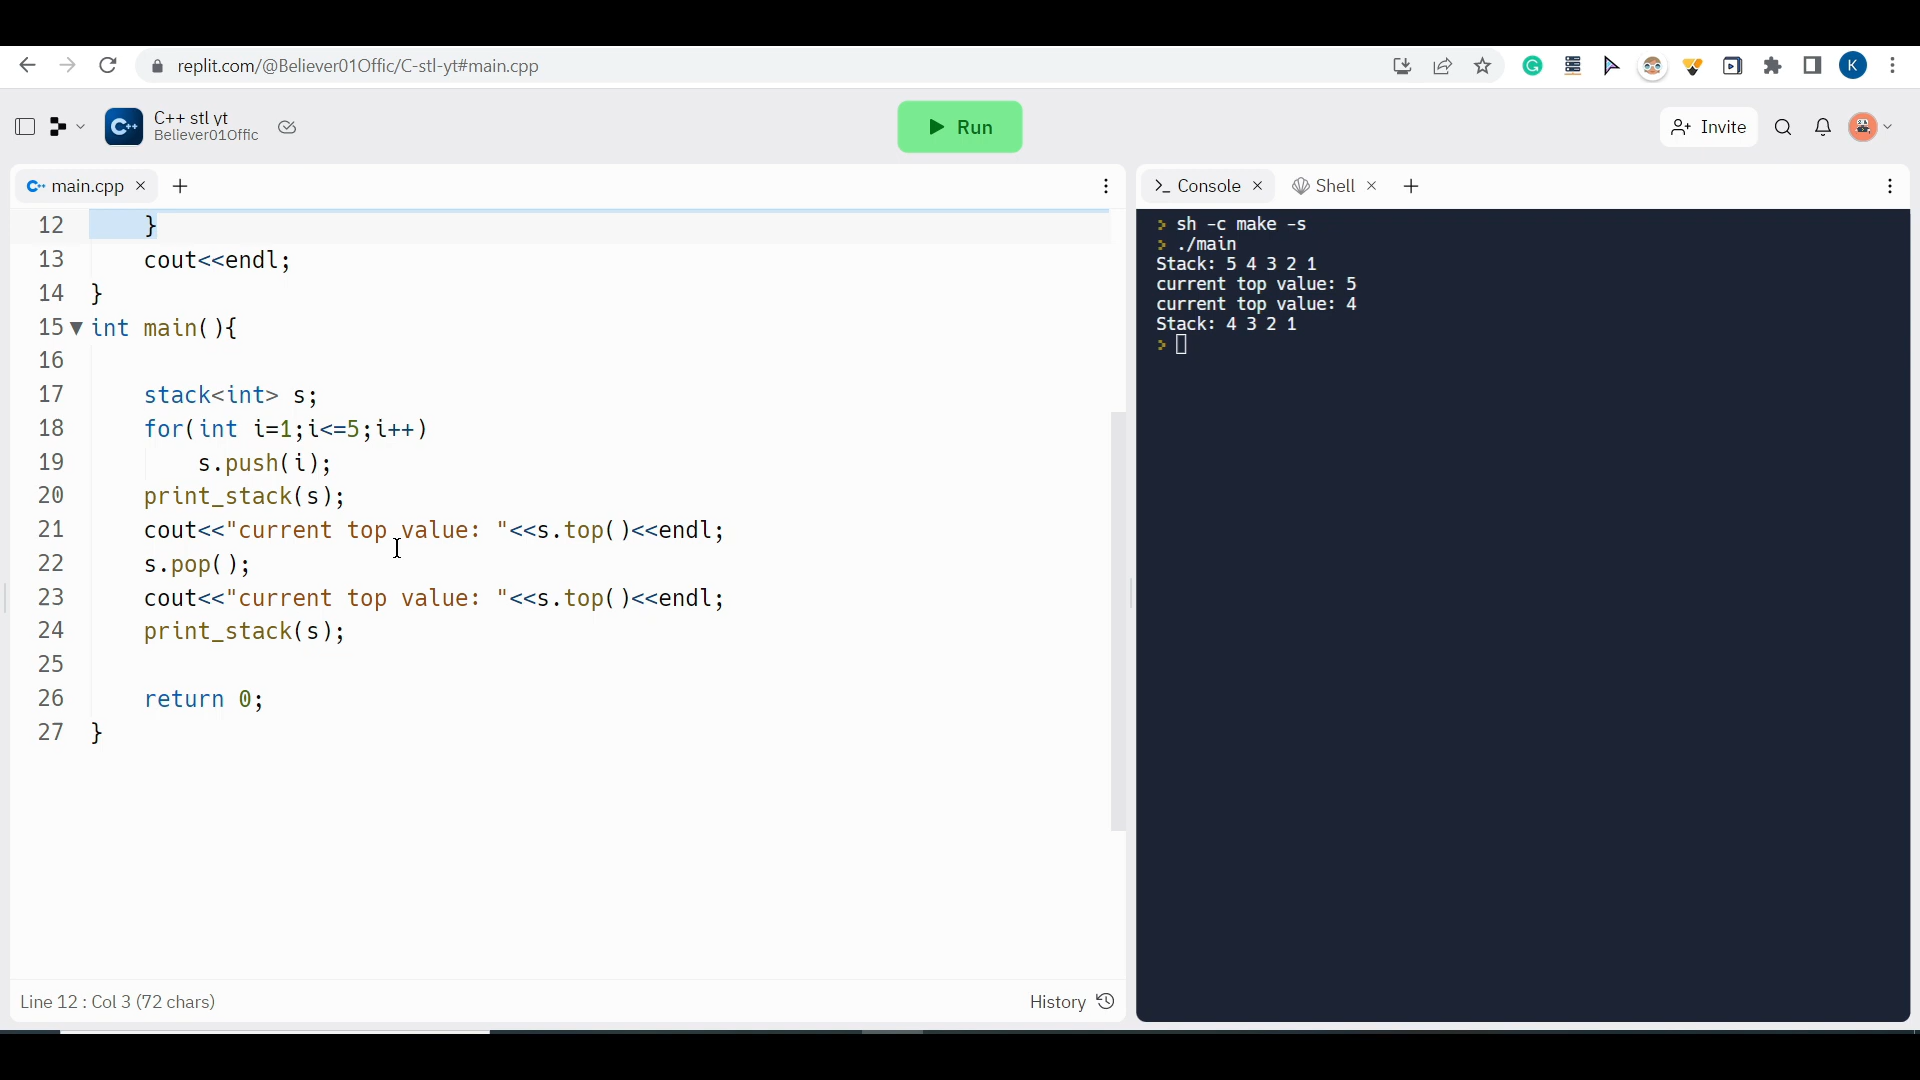 replit.com/@Believer01Offic/C-stl-yt#main.cpp
K
C++
C++ stl yt
Believer01Offic
Run
Invite
main.cpp
Console
Shell
12 }
13 cout<<endl;
14 }
15 int main(){
16
17 stack<int> s;
18 for(int i=1;i<=5;i++)
19 s.push(i);
20 print_stack(s);
21 cout<<"current top value: "<<s.top()<<endl;
22 s.pop();
23 cout<<"current top value: "<<s.top()<<endl;
24 print_stack(s);
25
26 return 0;
27 }
Line 12 : Col 3 (72 chars)
History
sh -c make -s
./main
Stack: 5 4 3 2 1
current top value: 5
current top value: 4
Stack: 4 3 2 1